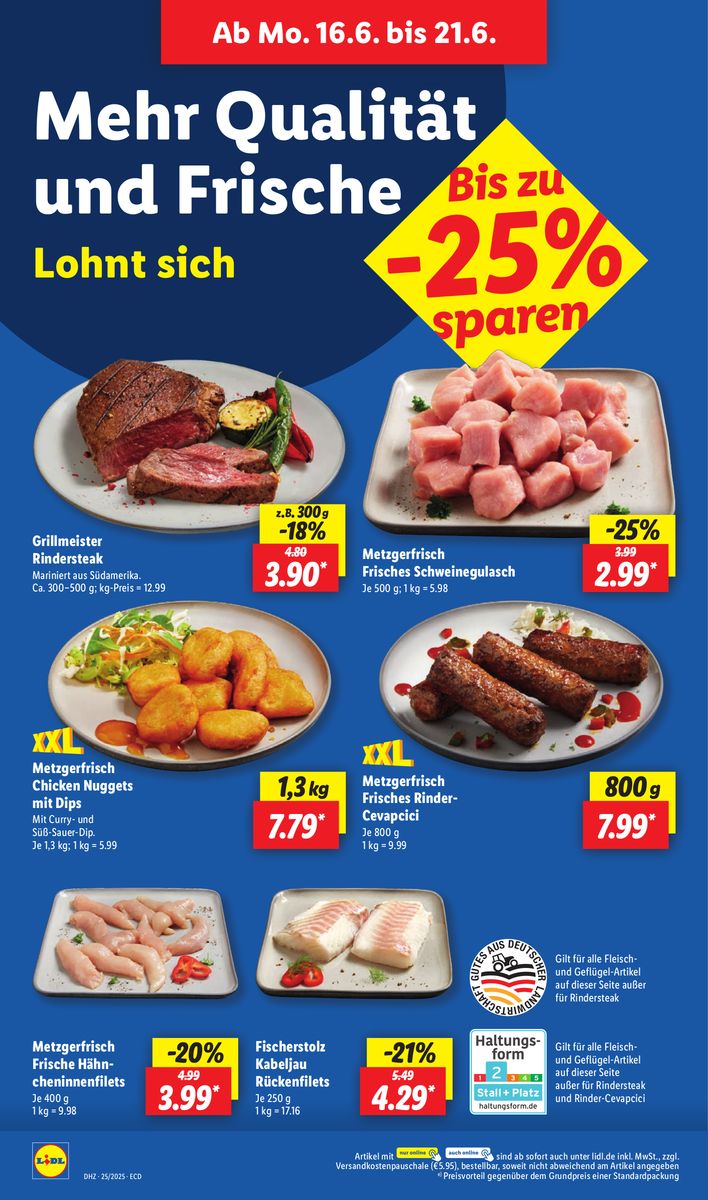 Ab Mo. 16.6. bis 21.6.
Mehr Qualität
und Frische
Lohnt sich
Bis zu
-25%
sparen
z.B. 300 g
-18%
4.80
3.90*
Grillmeister
Rindersteak
Mariniert aus Südamerika.
Ca. 300–500 g; kg-Preis = 12.99
-25%
3.99
2.99*
Metzgerfrisch
Frisches Schweinegulasch
Je 500 g; 1 kg = 5.98
XXL
Metzgerfrisch
Chicken Nuggets
mit Dips
Mit Curry- und
Süß-Sauer-Dip.
Je 1,3 kg; 1 kg = 5.99
1,3 kg
7.79*
XXL
Metzgerfrisch
Frisches Rinder-
Cevapcici
Je 800 g
1 kg = 9.99
800 g
7.99*
Metzgerfrisch
Frische Hähn-
cheninnenfilets
Je 400 g
1 kg = 9.98
-20%
4.99
3.99*
Fischerstolz
Kabeljau
Rückenfilets
Je 250 g
1 kg = 17.16
-21%
5.49
4.29*
GUTES AUS DEUTSCHER
LANDWIRTSCHAFT
Gilt für alle Fleisch-
und Geflügel-Artikel
auf dieser Seite außer
für Rindersteak
Haltungs-
form
1 2 3 4 5
Stall + Platz
haltungsform.de
Gilt für alle Fleisch-
und Geflügel-Artikel
auf dieser Seite
außer für Rindersteak
und Rinder-Cevapcici
LIDL
DHZ · 25/2025 · ECD
Artikel mit nur online auch online sind ab sofort auch unter lidl.de inkl. MwSt., zzgl.
Versandkostenpauschale (€5.95), bestellbar, soweit nicht abweichend am Artikel angegeben
a) Preisvorteil gegenüber dem Grundpreis einer Standardpackung